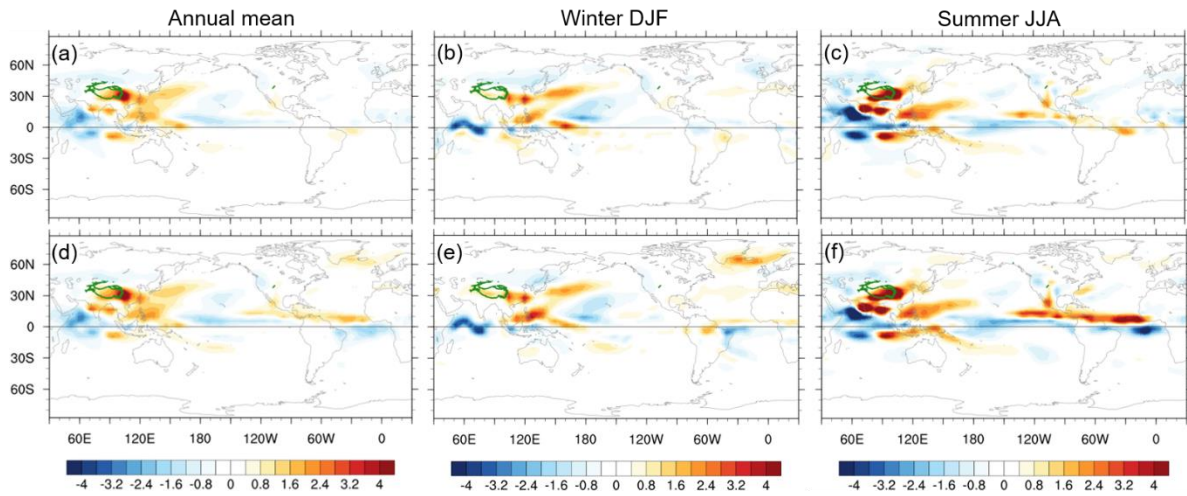 Annual mean Winter DJF Summer JJA
(a) (b) (c)
60N
30N
0
30S
60S
(d) (e) (f)
60N
30N
0
30S
60S
60E 120E 180 120W 60W 0 60E 120E 180 120W 60W 0 60E 120E 180 120W 60W 0
-4 -3.2 -2.4 -1.6 -0.8 0 0.8 1.6 2.4 3.2 4 -4 -3.2 -2.4 -1.6 -0.8 0 0.8 1.6 2.4 3.2 4 -4 -3.2 -2.4 -1.6 -0.8 0 0.8 1.6 2.4 3.2 4